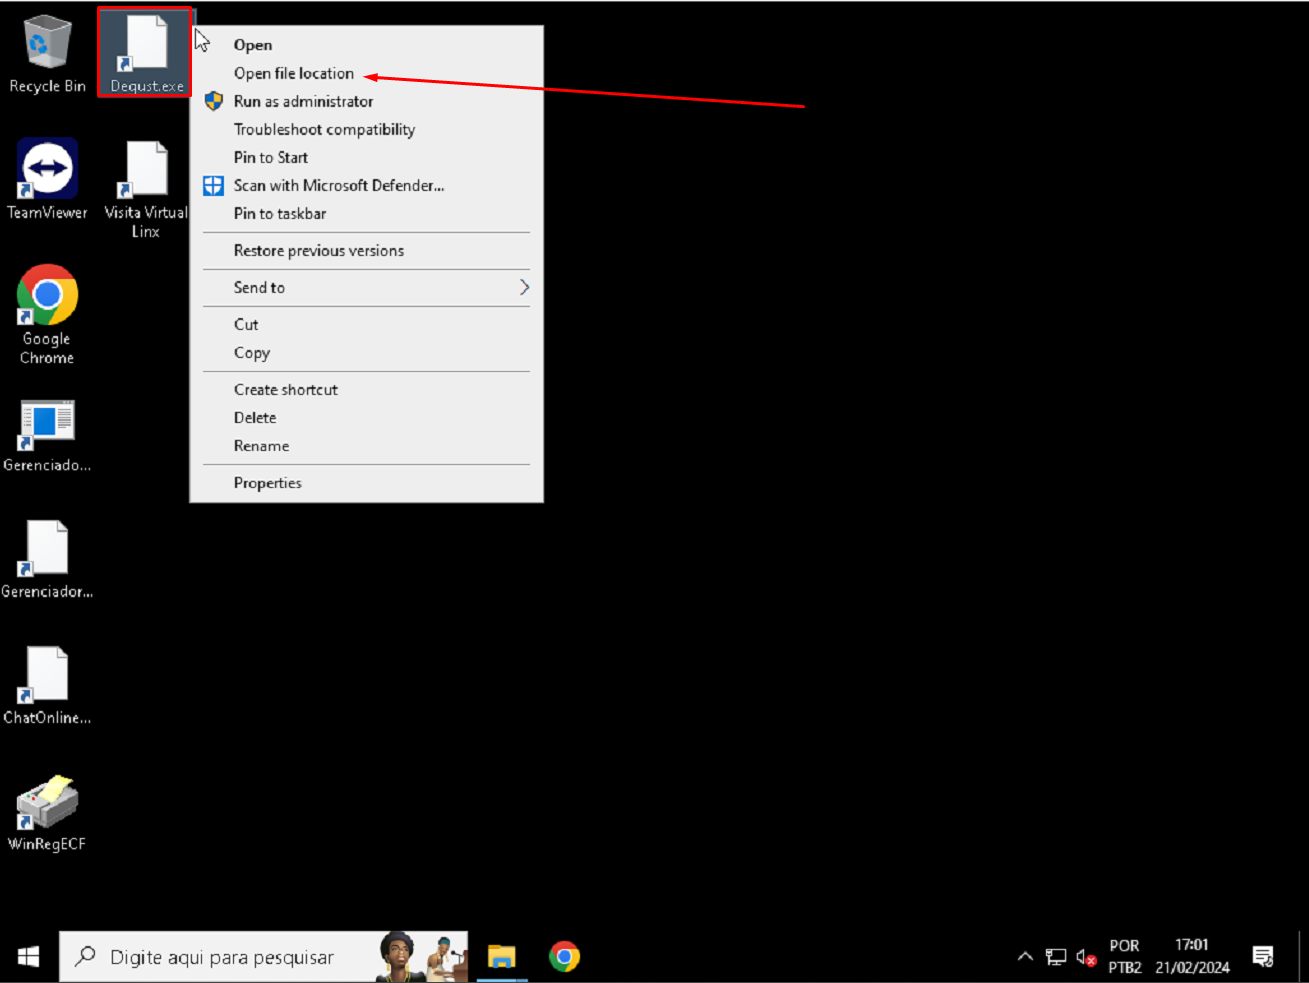 Recycle Bin
Dequst.exe
TeamViewer
Visita Virtual
Linx
Google
Chrome
Gerenciado...
Gerenciador...
ChatOnline...
WinRegECF
Open
Open file location
Run as administrator
Troubleshoot compatibility
Pin to Start
Scan with Microsoft Defender...
Pin to taskbar
Restore previous versions
Send to
Cut
Copy
Create shortcut
Delete
Rename
Properties
Digite aqui para pesquisar
POR
PTB2
17:01
21/02/2024